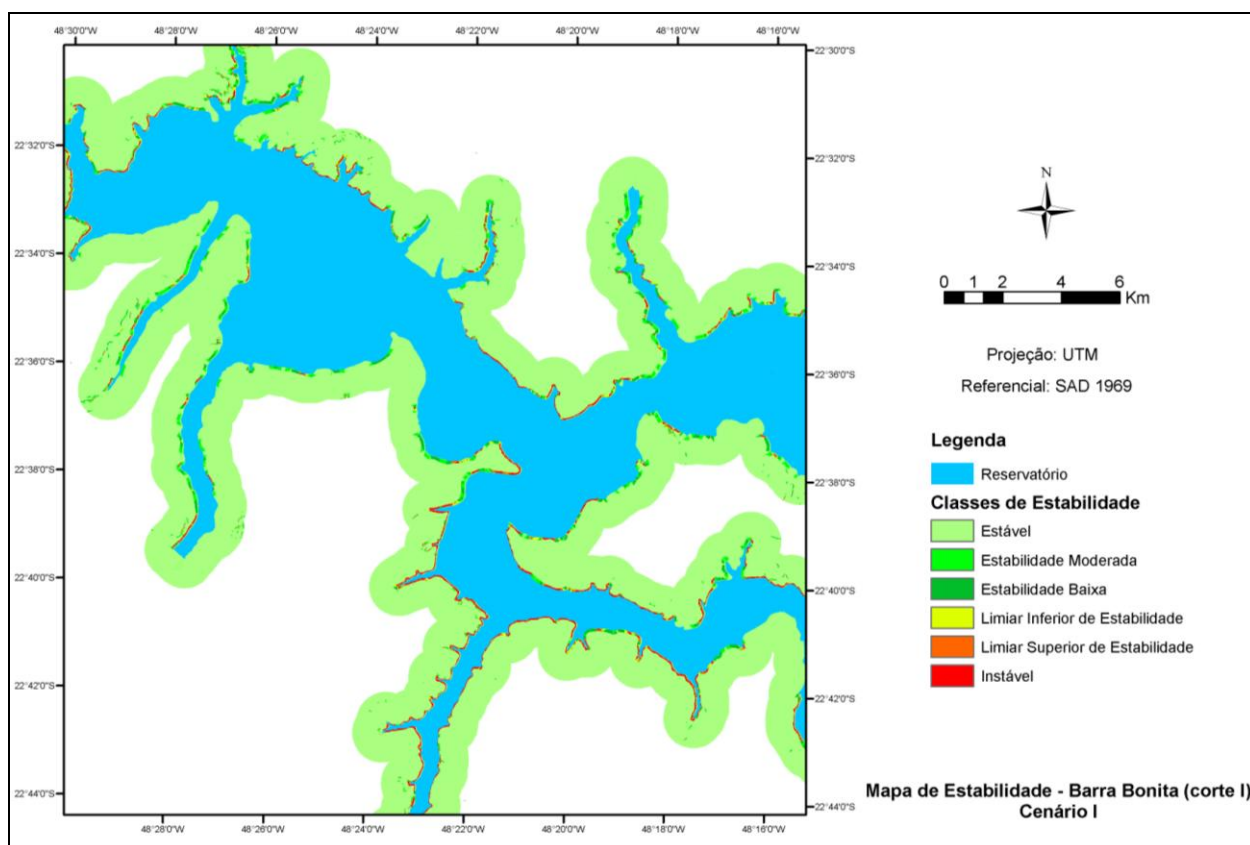 48°30'0"W 48°28'0"W 48°26'0"W 48°24'0"W 48°22'0"W 48°20'0"W 48°18'0"W 48°16'0"W
22°30'0"S
22°32'0"S 22°32'0"S
22°34'0"S 22°34'0"S
22°36'0"S 22°36'0"S
22°38'0"S 22°38'0"S
22°40'0"S 22°40'0"S
22°42'0"S 22°42'0"S
22°44'0"S 22°44'0"S
48°28'0"W 48°26'0"W 48°24'0"W 48°22'0"W 48°20'0"W 48°18'0"W 48°16'0"W
N
0 1 2 4 6
Km
Projeção: UTM
Referencial: SAD 1969
Legenda
Reservatório
Classes de Estabilidade
Estável
Estabilidade Moderada
Estabilidade Baixa
Limiar Inferior de Estabilidade
Limiar Superior de Estabilidade
Instável
Mapa de Estabilidade - Barra Bonita (corte I)
Cenário I